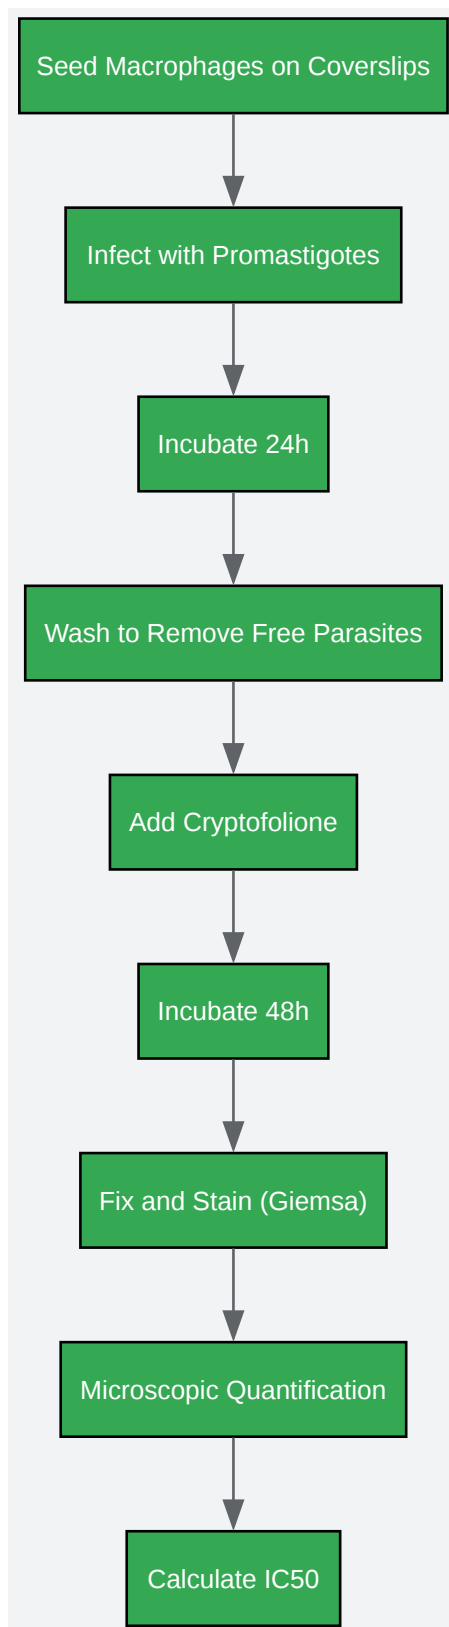 Seed Macrophages on Coverslips
Infect with Promastigotes
Incubate 24h
Wash to Remove Free Parasites
Add Cryptofolione
Incubate 48h
Fix and Stain (Giemsa)
Microscopic Quantification
Calculate IC50